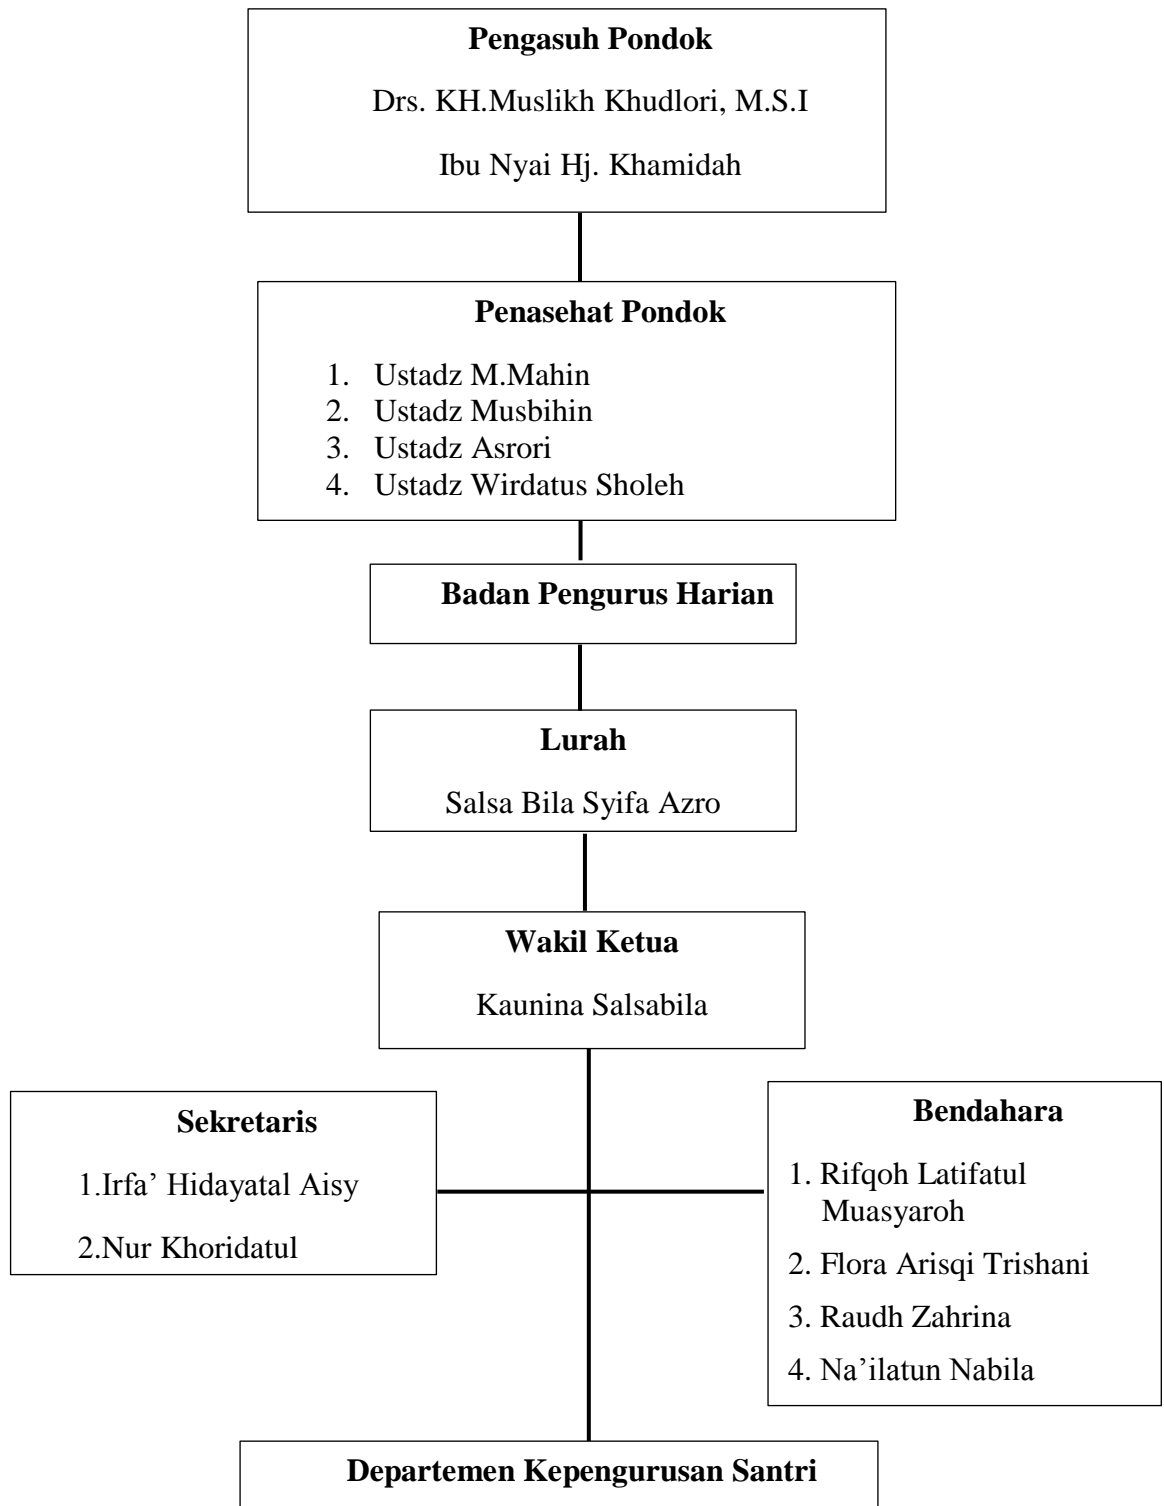 Pengasuh Pondok
Drs. KH.Muslikh Khudlori, M.S.I
Ibu Nyai Hj. Khamidah
Penasehat Pondok
1. Ustadz M.Mahin
2. Ustadz Musbihin
3. Ustadz Asrori
4. Ustadz Wirdatus Sholeh
Badan Pengurus Harian
Lurah
Salsa Bila Syifa Azro
Wakil Ketua
Kaunina Salsabila
Sekretaris
1.Irfa’ Hidayatal Aisy
2.Nur Khoridatul
Bendahara
1. Rifqoh Latifatul
Muasyaroh
2. Flora Arisqi Trishani
3. Raudh Zahrina
4. Na’ilatun Nabila
Departemen Kepengurusan Santri